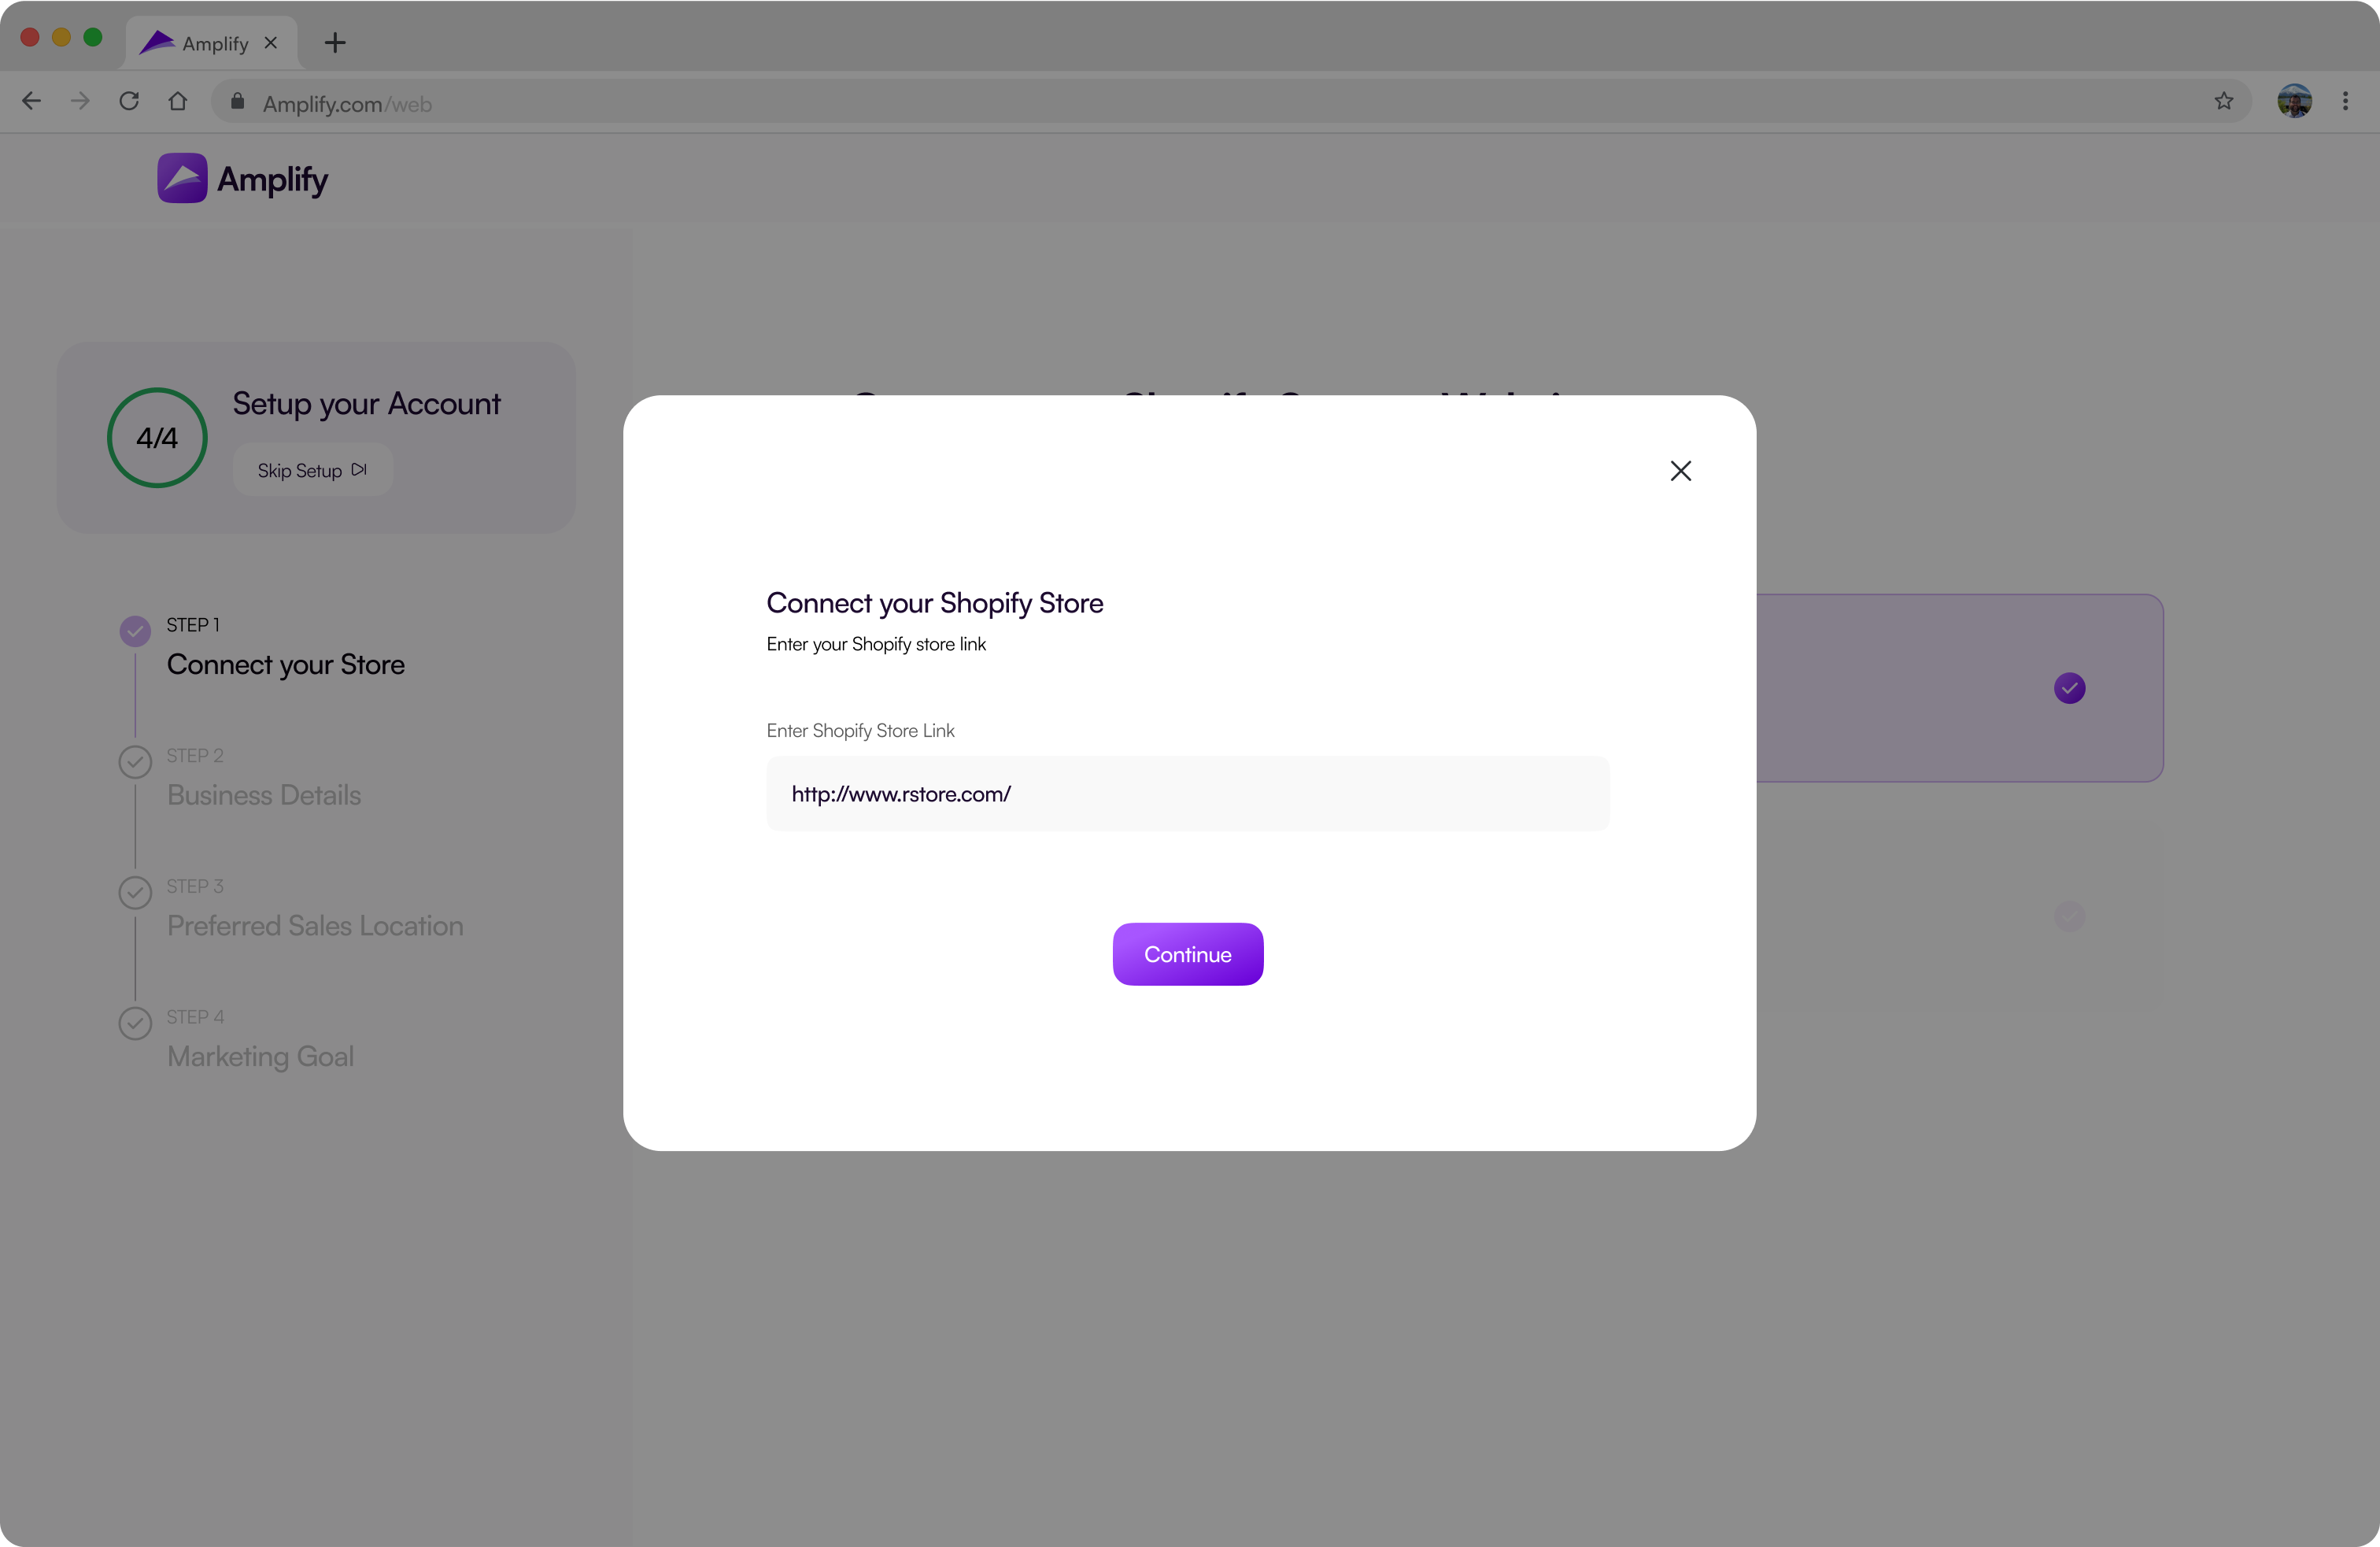 Amplify
Amplify.com/web
Amplify
Setup your Account
4/4
Skip Setup
STEP 1
Connect your Store
STEP 2
Business Details
STEP 3
Preferred Sales Location
STEP 4
Marketing Goal
Connect your Shopify Store
Enter your Shopify store link
Enter Shopify Store Link
http://www.rstore.com/
Continue